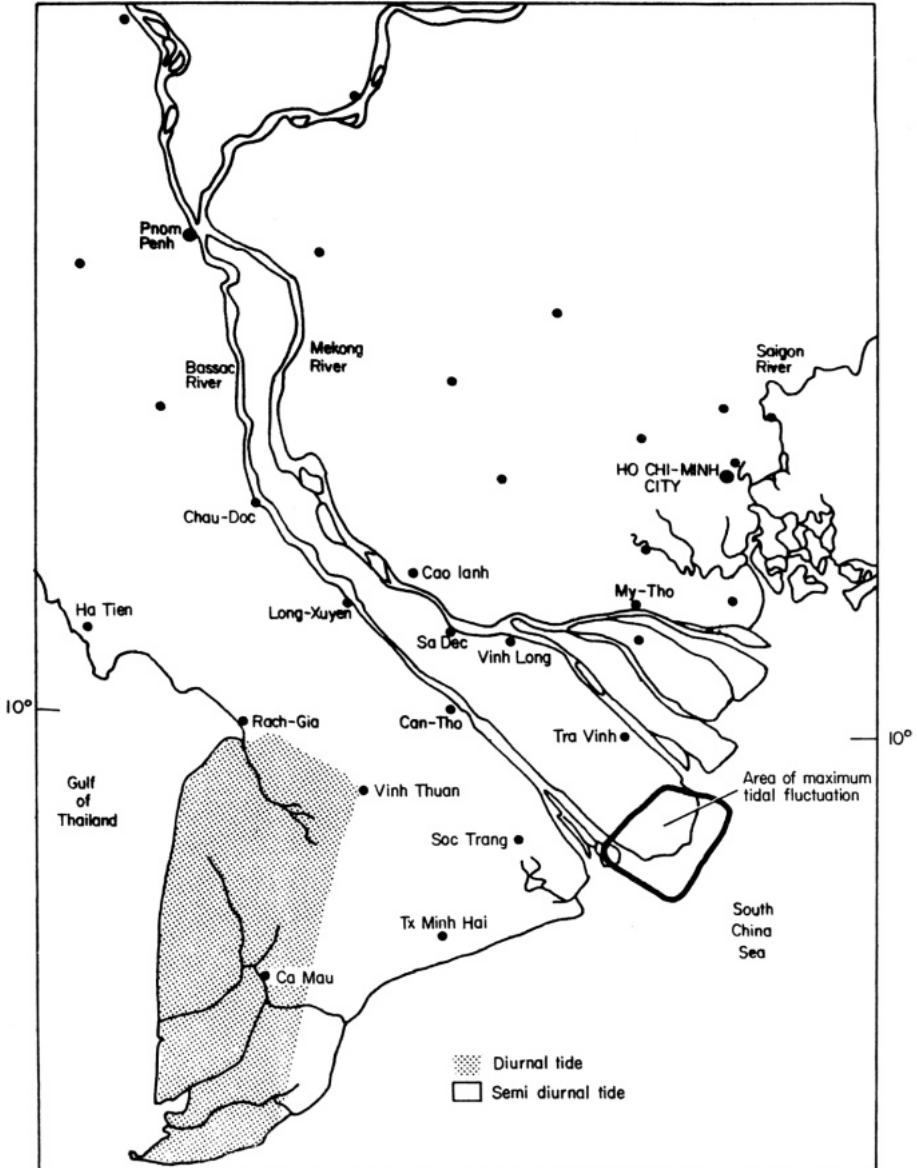 Pnom
Penh
Bassac
River
Mekong
River
Saigon
River
HO CHI-MINH
CITY
Chau-Doc
Cao lanh
My-Tho
Ha Tien
Long-Xuyen
Sa Dec
Vinh Long
10°
Rach-Gia
Can-Tho
Tra Vinh
10°
Gulf
of
Thailand
Vinh Thuan
Area of maximum
tidal fluctuation
Soc Trang
South
China
Sea
Tx Minh Hai
Ca Mau
Diurnal tide
Semi diurnal tide